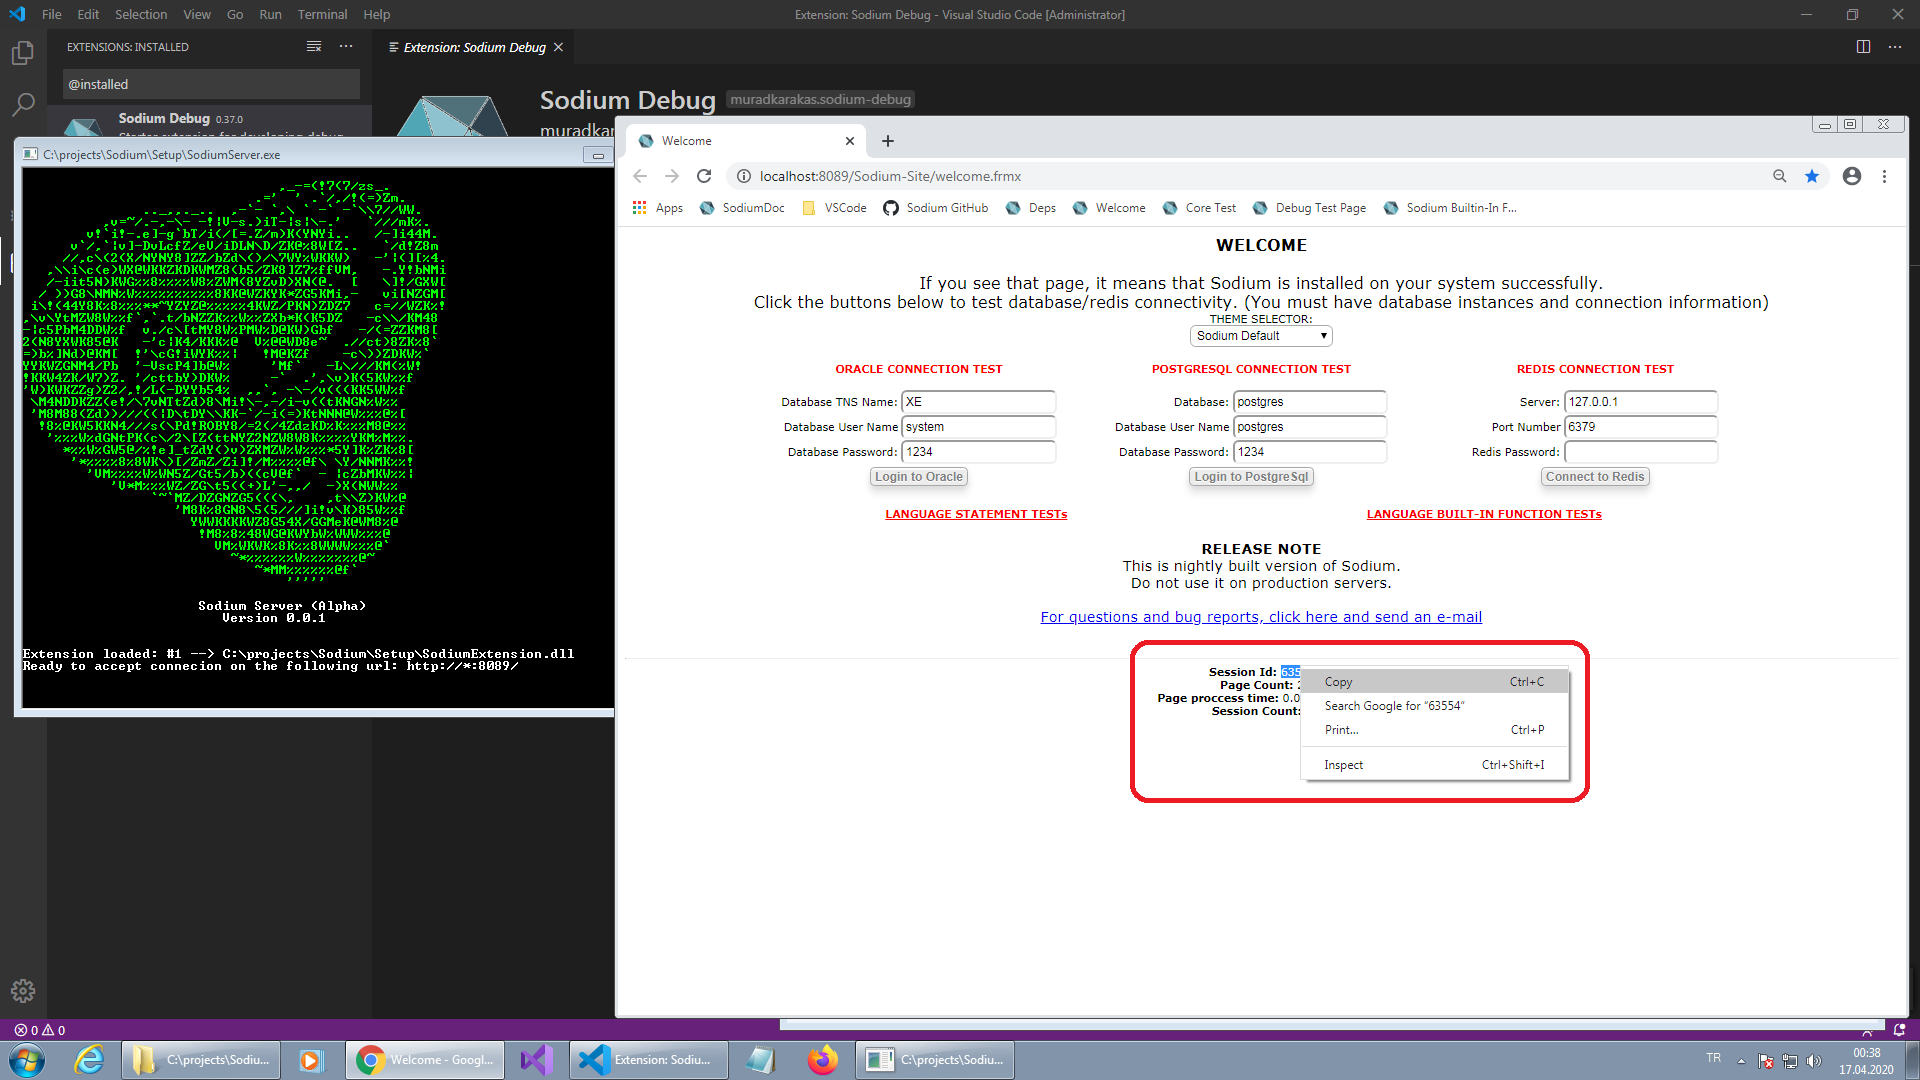 File Edit Selection View Go Run Terminal Help
Extension: Sodium Debug - Visual Studio Code [Administrator]
EXTENSIONS: INSTALLED
Extension: Sodium Debug
@installed
Sodium Debug 0.37.0
Starter extension for developing debug
Sodium Debug muradkarakas.sodium-debug
muradkar
C:\projects\Sodium\Setup\SodiumServer.exe
Sodium Server (Alpha)
Version 0.0.1
Extension loaded: #1 --> C:\projects\Sodium\Setup\SodiumExtension.dll
Ready to accept connecion on the following url: http://*:8089/
Welcome
localhost:8089/Sodium-Site/welcome.frmx
Apps SodiumDoc VSCode Sodium GitHub Deps Welcome Core Test Debug Test Page Sodium Builtin-In F...
WELCOME
If you see that page, it means that Sodium is installed on your system successfully.
Click the buttons below to test database/redis connectivity. (You must have database instances and connection information)
THEME SELECTOR:
Sodium Default
ORACLE CONNECTION TEST
Database TNS Name: XE
Database User Name system
Database Password: 1234
Login to Oracle
POSTGRESQL CONNECTION TEST
Database: postgres
Database User Name postgres
Database Password: 1234
Login to PostgreSql
REDIS CONNECTION TEST
Server: 127.0.0.1
Port Number 6379
Redis Password:
Connect to Redis
LANGUAGE STATEMENT TESTs
LANGUAGE BUILT-IN FUNCTION TESTs
RELEASE NOTE
This is nightly built version of Sodium.
Do not use it on production servers.
For questions and bug reports, click here and send an e-mail
Session Id: 635
Page Count:
Page proccess time: 0.0
Session Count:
Copy Ctrl+C
Search Google for "63554"
Print... Ctrl+P
Inspect Ctrl+Shift+I
0 0
C:\projects\Sodiu...
Welcome - Googl...
Extension: Sodiu...
C:\projects\Sodiu...
TR
00:38
17.04.2020